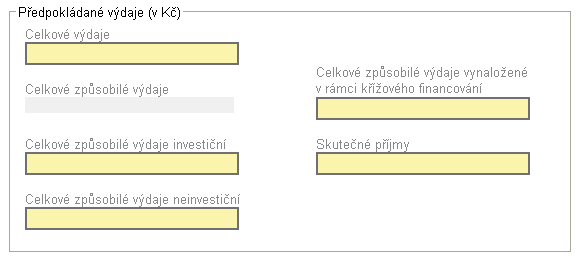 Předpokládané výdaje (v Kč)
Celkové výdaje
Celkové způsobilé výdaje
Celkové způsobilé výdaje investiční
Celkové způsobilé výdaje neinvestiční
Celkové způsobilé výdaje vynaložené
v rámci křížového financování
Skutečné příjmy